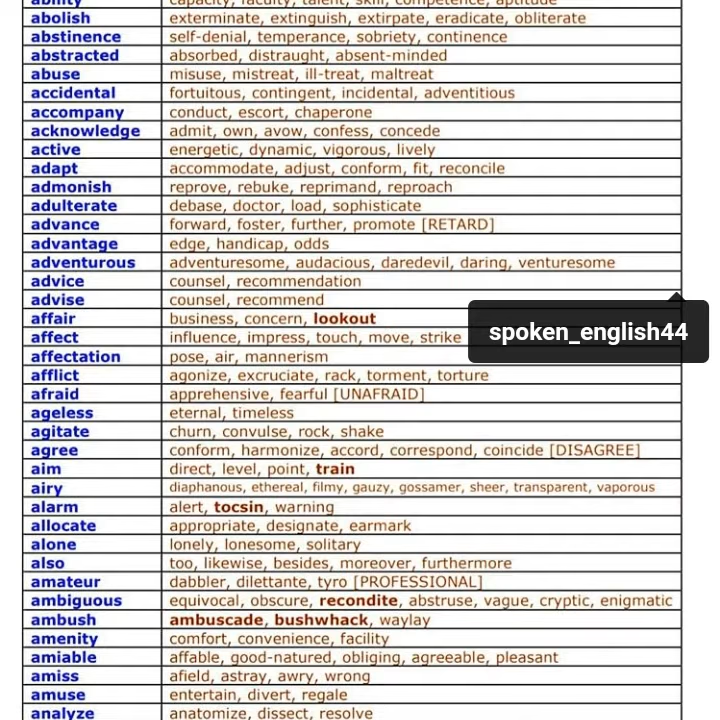 ability capacity, faculty, talent, skill, competence, aptitude
abolish exterminate, extinguish, extirpate, eradicate, obliterate
abstinence self-denial, temperance, sobriety, continence
abstracted absorbed, distraught, absent-minded
abuse misuse, mistreat, ill-treat, maltreat
accidental fortuitous, contingent, incidental, adventitious
accompany conduct, escort, chaperone
acknowledge admit, own, avow, confess, concede
active energetic, dynamic, vigorous, lively
adapt accommodate, adjust, conform, fit, reconcile
admonish reprove, rebuke, reprimand, reproach
adulterate debase, doctor, load, sophisticate
advance forward, foster, further, promote [RETARD]
advantage edge, handicap, odds
adventurous adventuresome, audacious, daredevil, daring, venturesome
advice counsel, recommendation
advise counsel, recommend
affair business, concern, lookout
affect influence, impress, touch, move, strike
spoken_english44
affectation pose, air, mannerism
afflict agonize, excruciate, rack, torment, torture
afraid apprehensive, fearful [UNAFRAID]
ageless eternal, timeless
agitate churn, convulse, rock, shake
agree conform, harmonize, accord, correspond, coincide [DISAGREE]
aim direct, level, point, train
airy diaphanous, ethereal, filmy, gauzy, gossamer, sheer, transparent, vaporous
alarm alert, tocsin, warning
allocate appropriate, designate, earmark
alone lonely, lonesome, solitary
also too, likewise, besides, moreover, furthermore
amateur dabbler, dilettante, tyro [PROFESSIONAL]
ambiguous equivocal, obscure, recondite, abstruse, vague, cryptic, enigmatic
ambush ambuscade, bushwhack, waylay
amenity comfort, convenience, facility
amiable affable, good-natured, obliging, agreeable, pleasant
amiss afield, astray, awry, wrong
amuse entertain, divert, regale
analyze anatomize, dissect, resolve